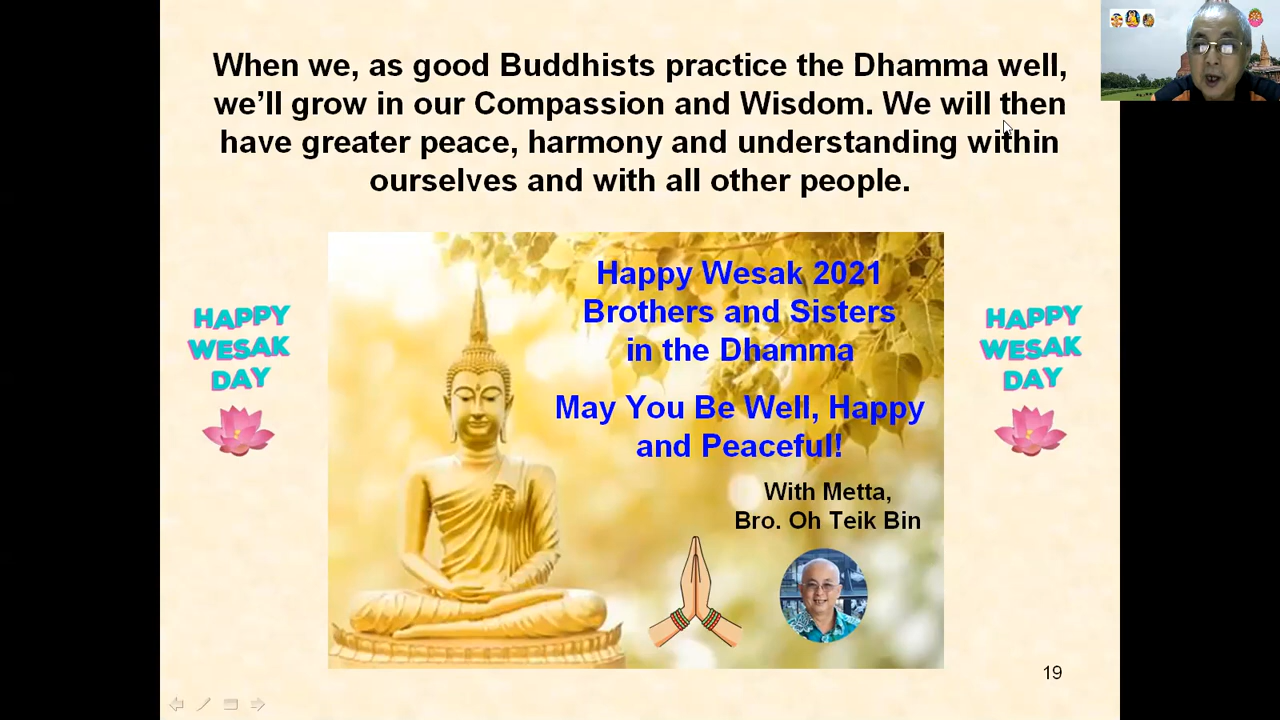 When we, as good Buddhists practice the Dhamma well,
we’ll grow in our Compassion and Wisdom. We will then
have greater peace, harmony and understanding within
ourselves and with all other people.
HAPPY
WESAK
DAY
Happy Wesak 2021
Brothers and Sisters
in the Dhamma
May You Be Well, Happy
and Peaceful!
With Metta,
Bro. Oh Teik Bin
HAPPY
WESAK
DAY
19